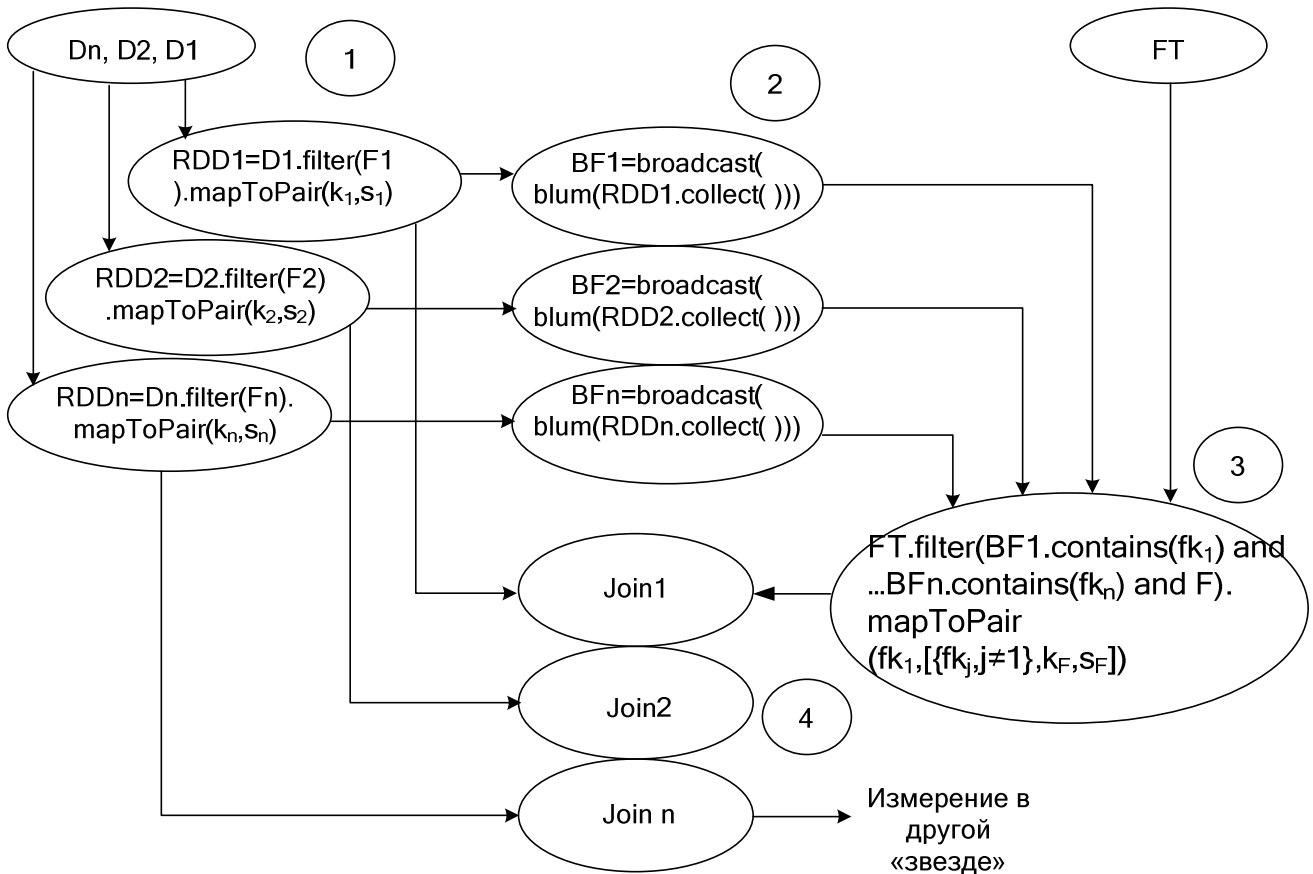 Dn, D2, D1
1
2
FT
RDD1=D1.filter(F1
).mapToPair(k₁,s₁)
BF1=broadcast(
blum(RDD1.collect( )))
RDD2=D2.filter(F2)
.mapToPair(k₂,s₂)
BF2=broadcast(
blum(RDD2.collect( )))
RDDn=Dn.filter(Fn).
mapToPair(kₙ,sₙ)
BFn=broadcast(
blum(RDDn.collect( )))
3
FT.filter(BF1.contains(fk₁) and
...BFn.contains(fkₙ) and F).
mapToPair
(fk₁,[{fkⱼ,j≠1},k_F,s_F])
Join1
Join2
4
Join n
Измерение в
другой
«звезде»